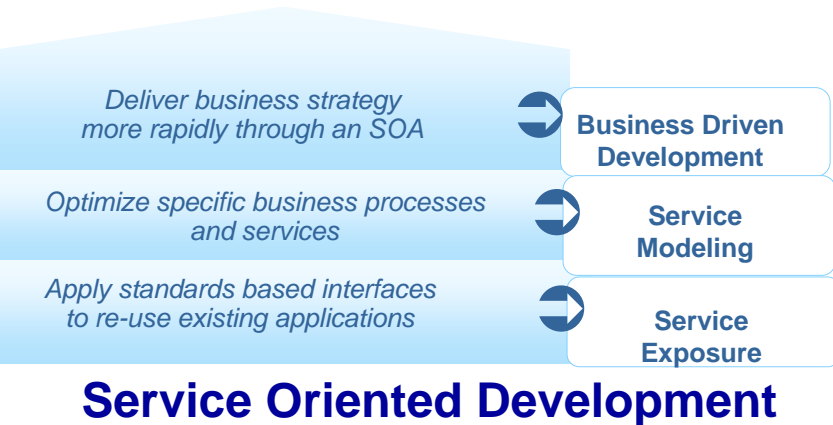 Deliver business strategy
more rapidly through an SOA
Business Driven
Development
Optimize specific business processes
and services
Service
Modeling
Apply standards based interfaces
to re-use existing applications
Service
Exposure
Service Oriented Development